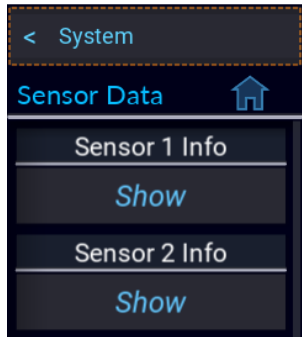 < System
Sensor Data
Sensor 1 Info
Show
Sensor 2 Info
Show